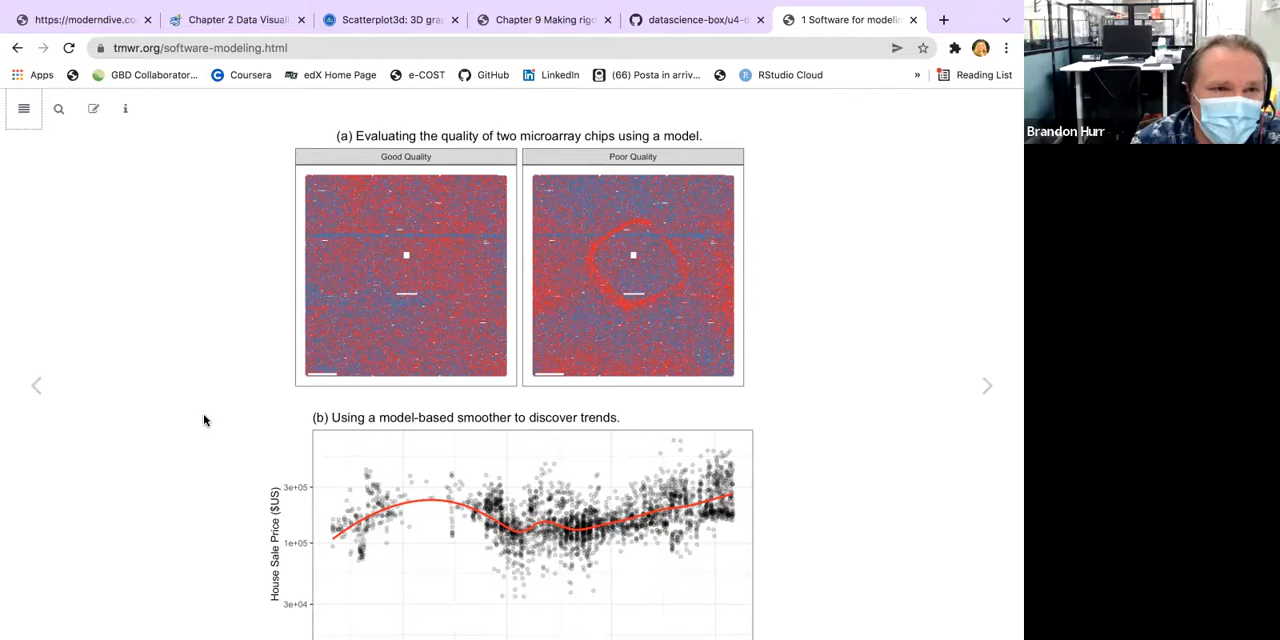 https://moderndive.co
Chapter 2 Data Visual
Scatterplot3d: 3D gra
Chapter 9 Making rigo
datascience-box/u4-d
1 Software for modelin
tmwr.org/software-modeling.html
Apps
GBD Collaborator...
Coursera
edX Home Page
e-COST
GitHub
LinkedIn
(66) Posta in arriv...
RStudio Cloud
»
Reading List
Brandon Hurr
(a) Evaluating the quality of two microarray chips using a model.
Good Quality
Poor Quality
(b) Using a model-based smoother to discover trends.
House Sale Price ($US)
3e+05
1e+05
3e+04